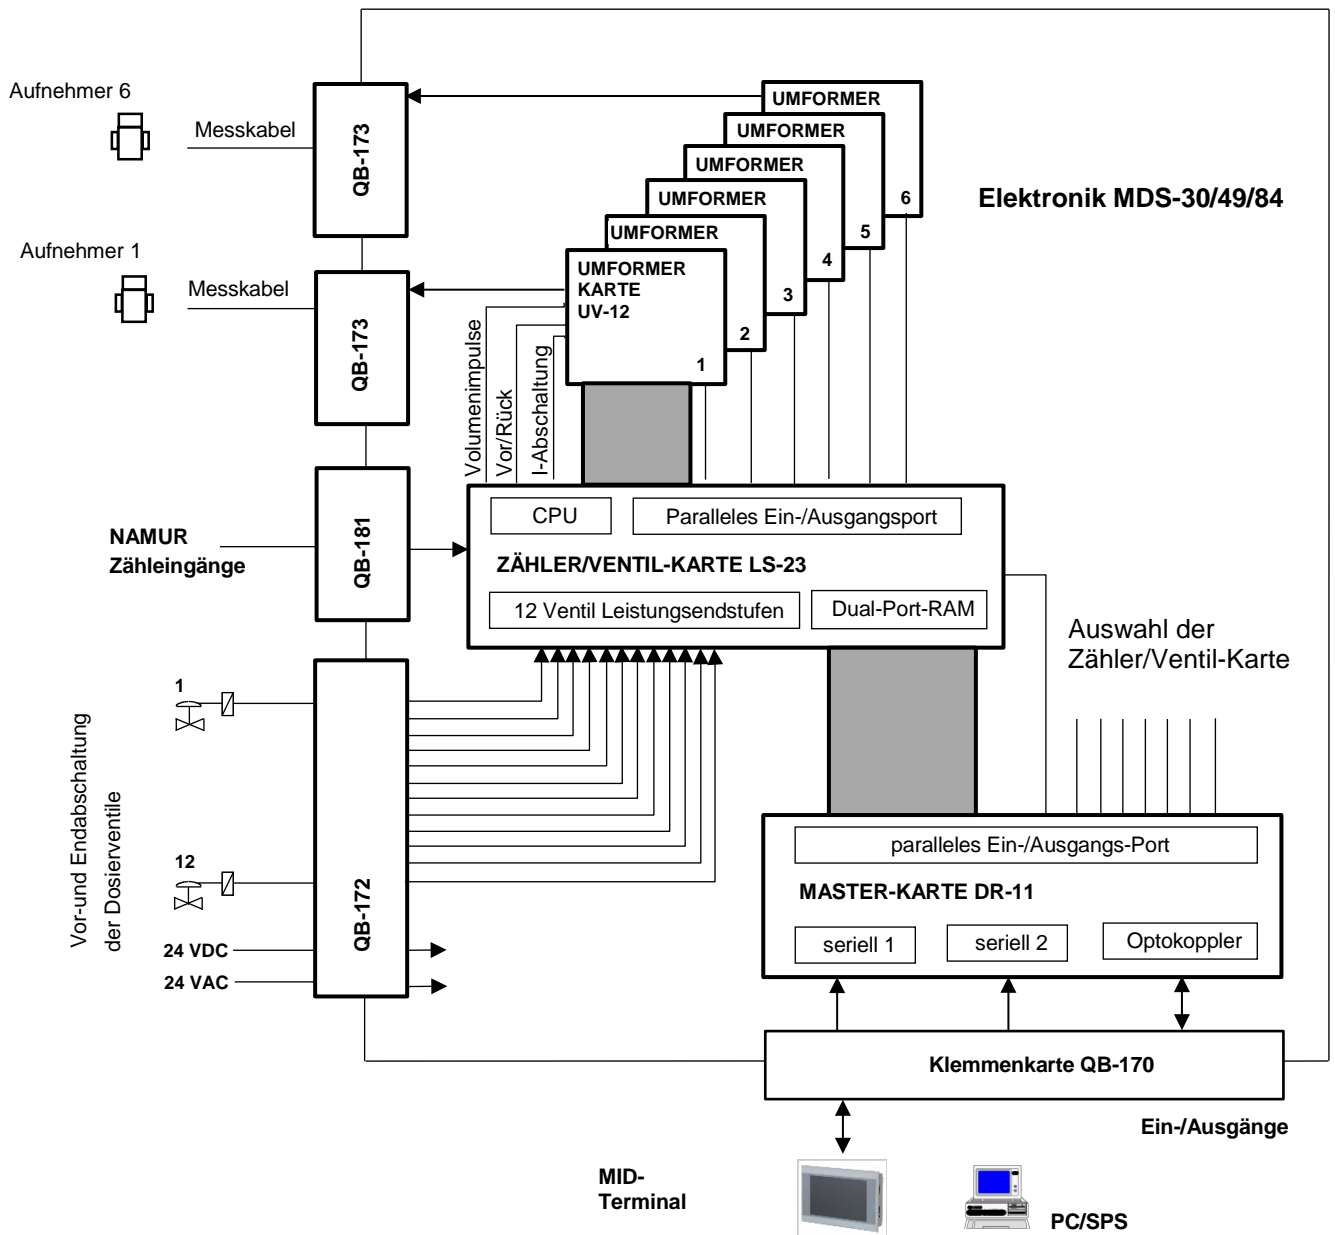 Aufnehmer 6
Messkabel
QB-173
UMFORMER
6
UMFORMER
5
UMFORMER
4
UMFORMER
3
UMFORMER
2
UMFORMER
KARTE
UV-12
1
Elektronik MDS-30/49/84
Aufnehmer 1
Messkabel
QB-173
Volumenimpulse
Vor/Rück
I-Abschaltung
NAMUR
Zähleingänge
QB-181
CPU
Paralleles Ein-/Ausgangsport
ZÄHLER/VENTIL-KARTE LS-23
12 Ventil Leistungsendstufen
Dual-Port-RAM
Auswahl der
Zähler/Ventil-Karte
Vor-und Endabschaltung
der Dosierventile
1
12
24 VDC
24 VAC
QB-172
paralleles Ein-/Ausgangs-Port
MASTER-KARTE DR-11
seriell 1
seriell 2
Optokoppler
Klemmenkarte QB-170
Ein-/Ausgänge
MID-
Terminal
PC/SPS